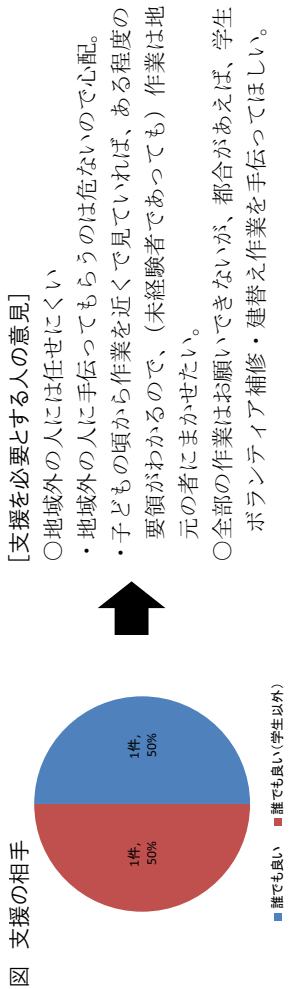 図　支援の相手
1件,
50%
1件,
50%
■誰でも良い　■誰でも良い(学生以外)
[支援を必要とする人の意見]
○地域外の人には任せにくい
・地域外の人に手伝ってもらうのは危ないので心配。
・子どもの頃から作業を近くで見ていれば、ある程度の
要領がわかるので、（未経験者であっても）作業は地
元の者にまかせたい。
○全部の作業はお願いできないが、都合があえば、学生
ボランティア補修・建替え作業を手伝ってほしい。